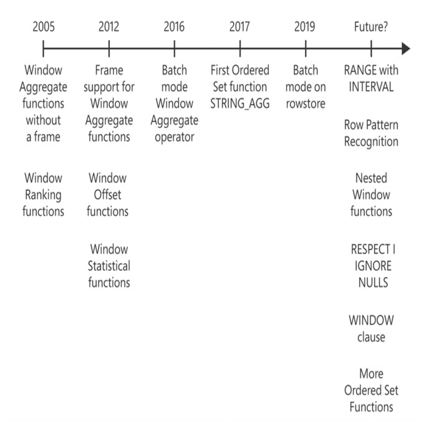 2005 2012 2016 2017 2019 Future?
Window
Aggregate
functions
without
a frame
Window
Ranking
functions
Frame
support for
Window
Aggregate
functions
Window
Offset
functions
Window
Statistical
functions
Batch
mode
Window
Aggregate
operator
First Ordered
Set function
STRING_AGG
Batch
mode on
rowstore
RANGE with
INTERVAL
Row Pattern
Recognition
Nested
Window
functions
RESPECT I
IGNORE
NULLS
WINDOW
clause
More
Ordered Set
Functions